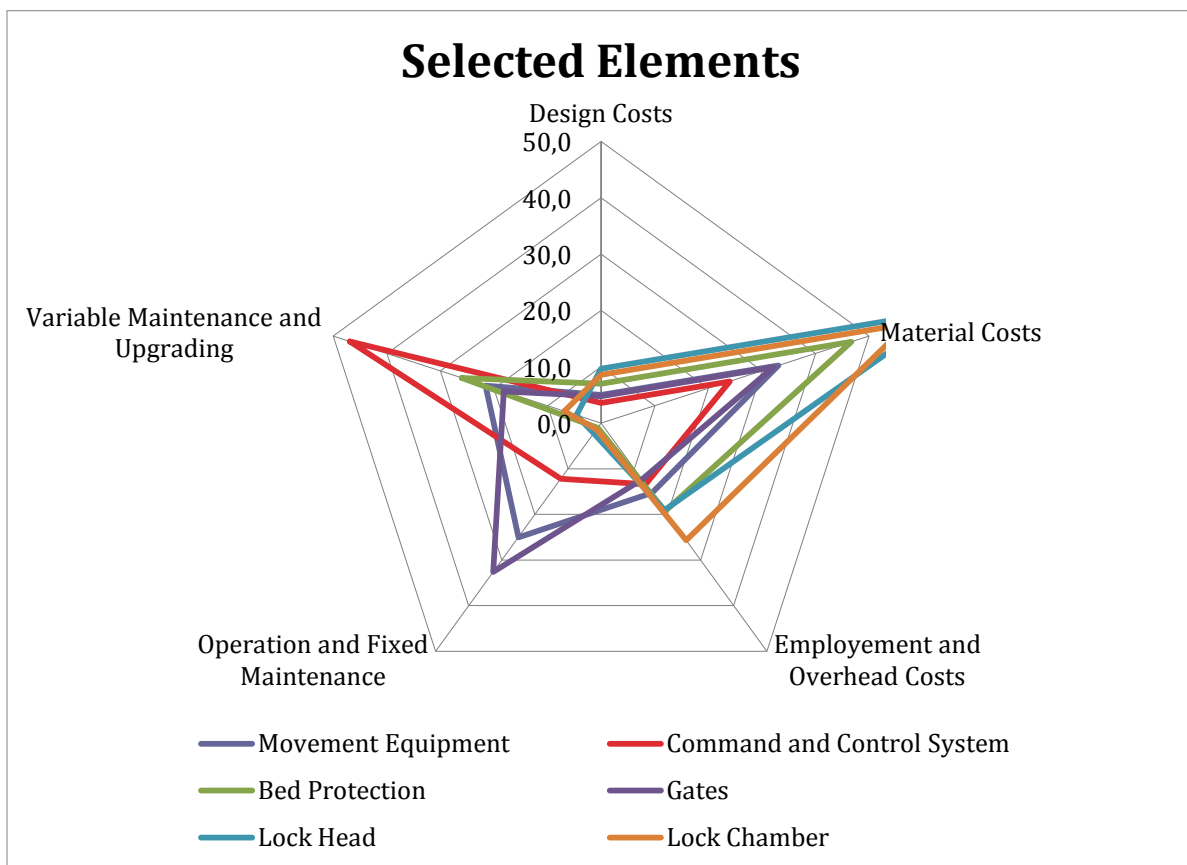 Selected Elements
Design Costs
50,0
40,0
30,0
20,0
10,0
0,0
Variable Maintenance and
Upgrading
Material Costs
Operation and Fixed
Maintenance
Employement and
Overhead Costs
Movement Equipment
Command and Control System
Bed Protection
Gates
Lock Head
Lock Chamber